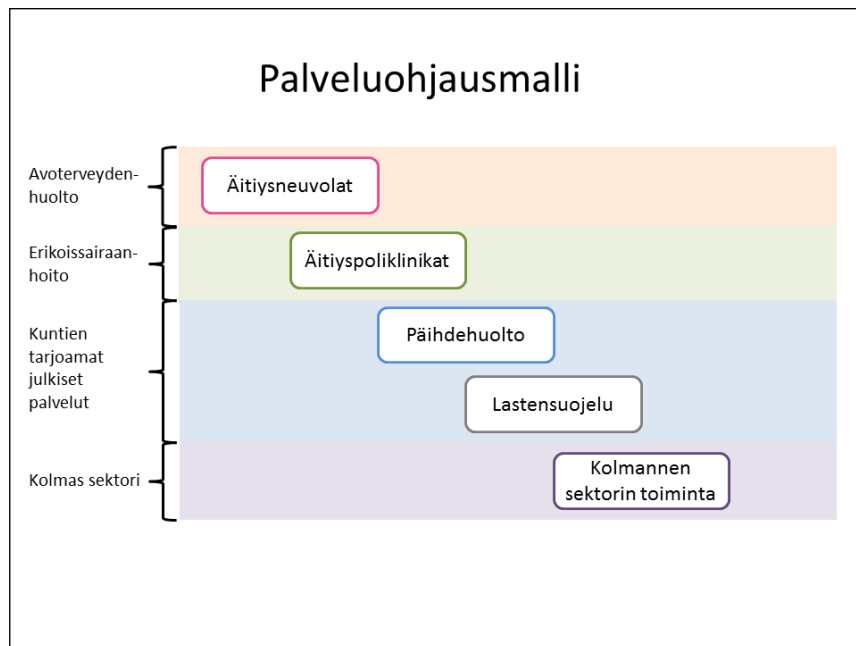 Palveluohjausmalli
Avoterveyden-
huolto
Äitiysneuvolat
Erikoissairaan-
hoito
Äitiyspoliklinikat
Kuntien
tarjoamat
julkiset
palvelut
Päihdehuolto
Lastensuojelu
Kolmas sektori
Kolmannen
sektorin toiminta